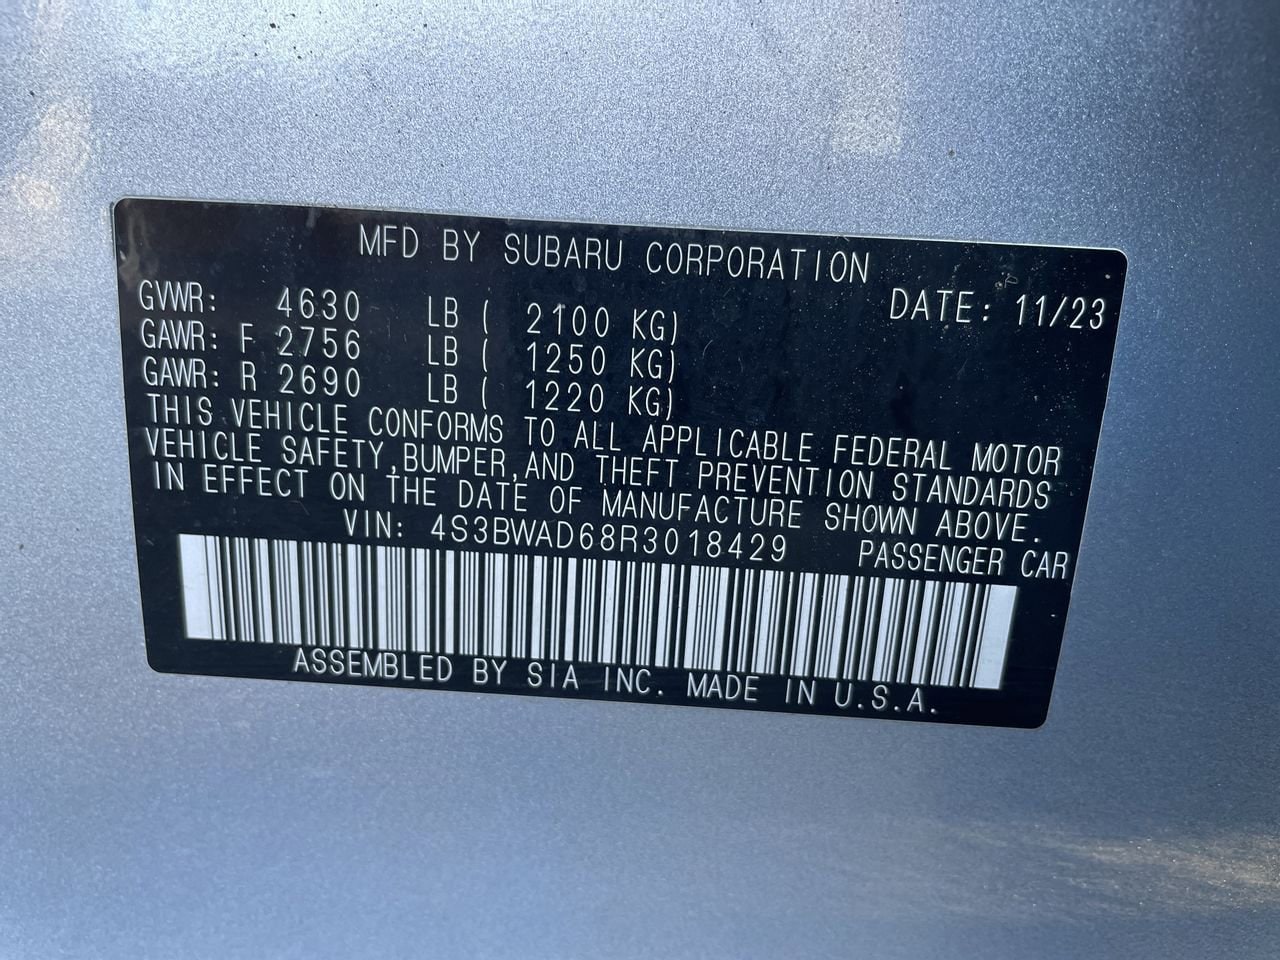 MFD BY SUBARU CORPORATION
GVWR: 4630 LB ( 2100 KG) DATE: 11/23
GAWR: F 2756 LB ( 1250 KG)
GAWR: R 2690 LB ( 1220 KG)
THIS VEHICLE CONFORMS TO ALL APPLICABLE FEDERAL MOTOR
VEHICLE SAFETY,BUMPER,AND THEFT PREVENTION STANDARDS
IN EFFECT ON THE DATE OF MANUFACTURE SHOWN ABOVE.
VIN: 4S3BWAD68R3018429 PASSENGER CAR
ASSEMBLED BY SIA INC. MADE IN U.S.A.